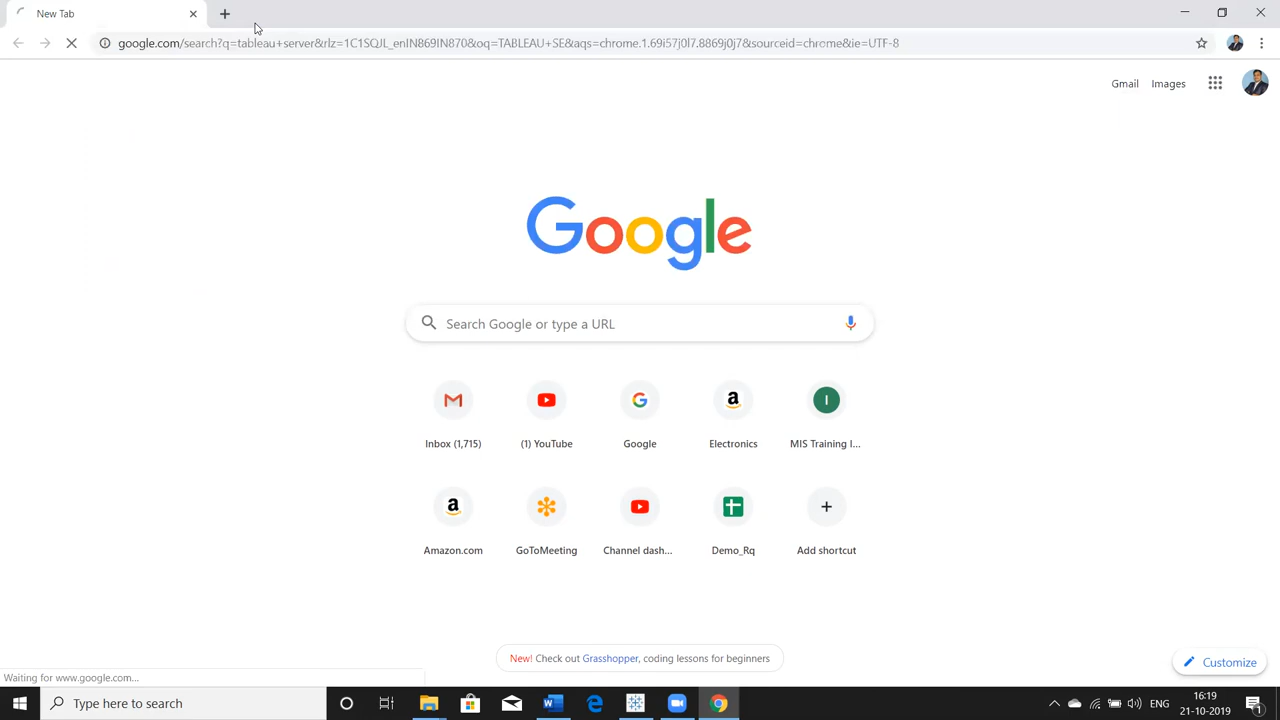 New Tab
google.com/search?q=tableau+server&rlz=1C1SQJL_enIN869IN870&oq=TABLEAU+SE&aqs=chrome.1.69i57j0l7.8869j0j7&sourceid=chrome&ie=UTF-8
Gmail Images
Google
Search Google or type a URL
Inbox (1,715) (1) YouTube Google Electronics MIS Training I...
Amazon.com GoToMeeting Channel dash... Demo_Rq Add shortcut
New! Check out Grasshopper, coding lessons for beginners
Customize
Waiting for www.google.com...
Type here to search
ENG
16:19
21-10-2019